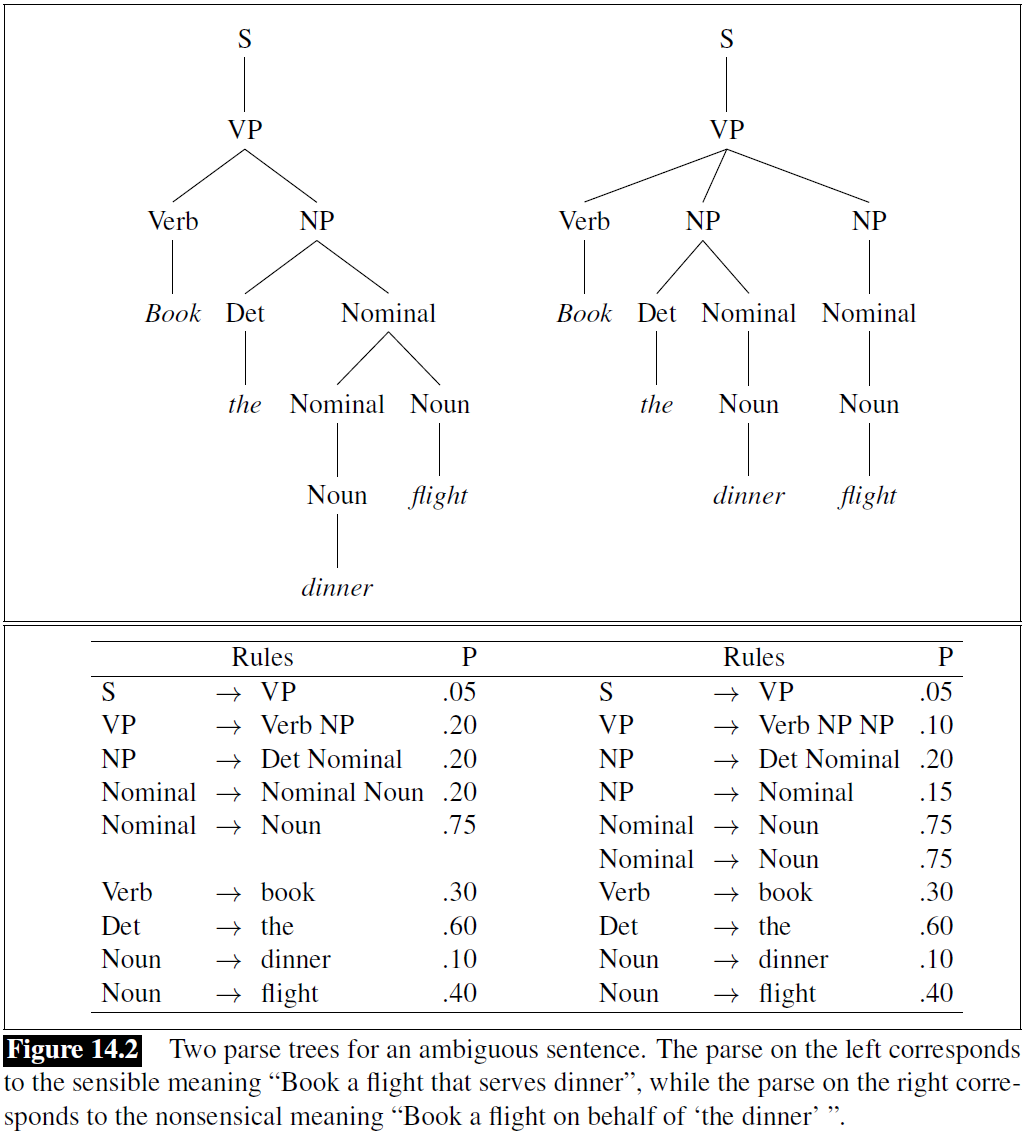 S S
VP VP
Verb NP Verb NP NP
Book Det Nominal Book Det Nominal Nominal
the Nominal Noun the Noun Noun
Noun flight dinner flight
dinner
Rules P Rules P
S → VP .05 S → VP .05
VP → Verb NP .20 VP → Verb NP NP .10
NP → Det Nominal .20 NP → Det Nominal .20
Nominal → Nominal Noun .20 NP → Nominal .15
Nominal → Noun .75 Nominal → Noun .75
Nominal → Noun .75
Verb → book .30 Verb → book .30
Det → the .60 Det → the .60
Noun → dinner .10 Noun → dinner .10
Noun → flight .40 Noun → flight .40
Figure 14.2 Two parse trees for an ambiguous sentence. The parse on the left corresponds
to the sensible meaning “Book a flight that serves dinner”, while the parse on the right corre-
sponds to the nonsensical meaning “Book a flight on behalf of ‘the dinner’ ”.